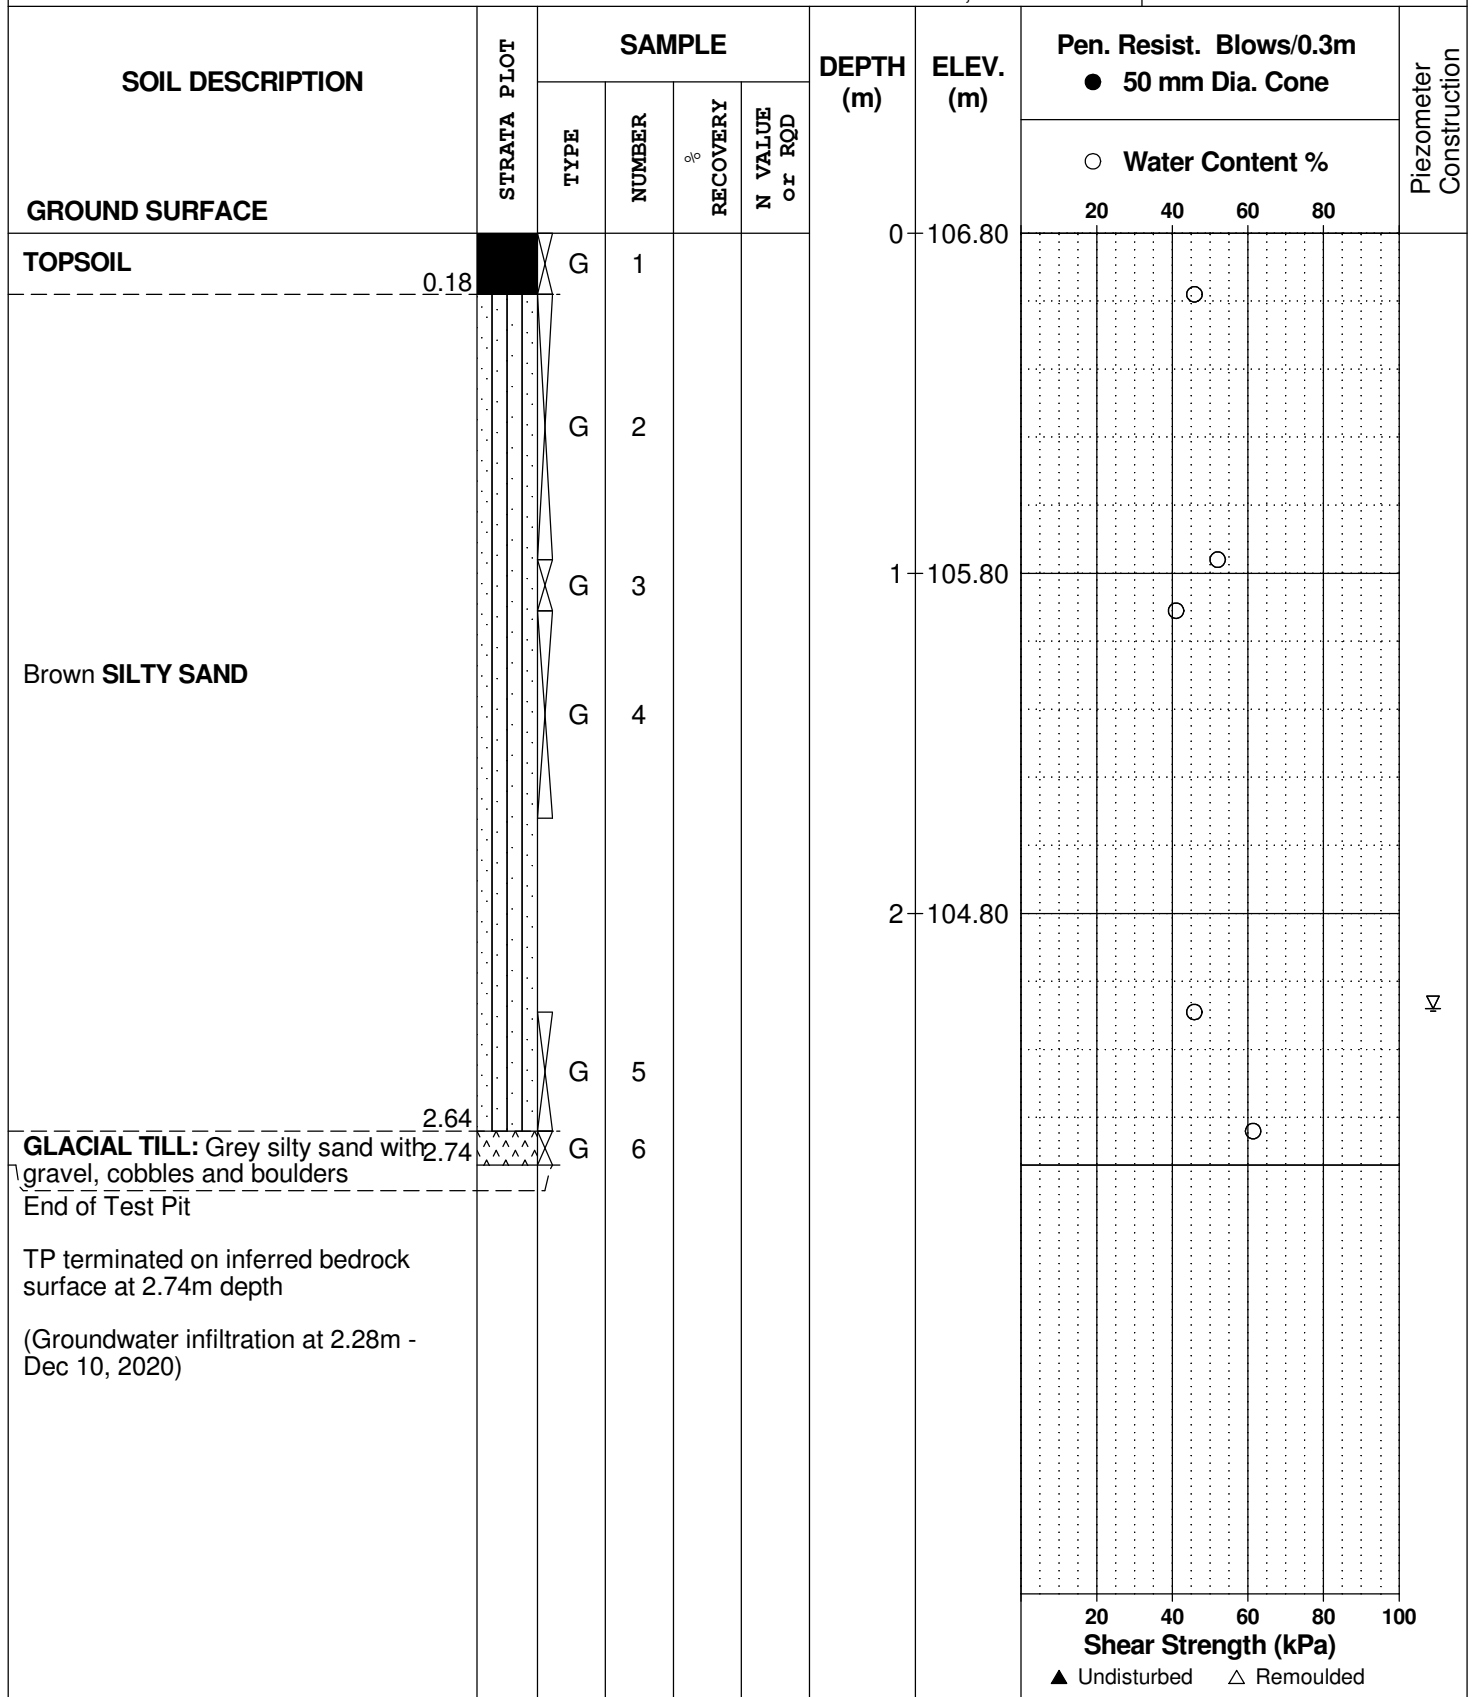 SOIL DESCRIPTION
GROUND SURFACE
STRATA PLOT
SAMPLE
TYPE
NUMBER
%
RECOVERY
N VALUE
or RQD
DEPTH
(m)
ELEV.
(m)
Pen. Resist. Blows/0.3m
● 50 mm Dia. Cone
○ Water Content %
20 40 60 80
Piezometer
Construction
0 106.80
TOPSOIL
0.18
G 1
G 2
1 105.80
G 3
Brown SILTY SAND
G 4
2 104.80
G 5
2.64
GLACIAL TILL: Grey silty sand with
2.74
G 6
gravel, cobbles and boulders
End of Test Pit
TP terminated on inferred bedrock
surface at 2.74m depth
(Groundwater infiltration at 2.28m -
Dec 10, 2020)
20 40 60 80 100
Shear Strength (kPa)
▲ Undisturbed △ Remoulded